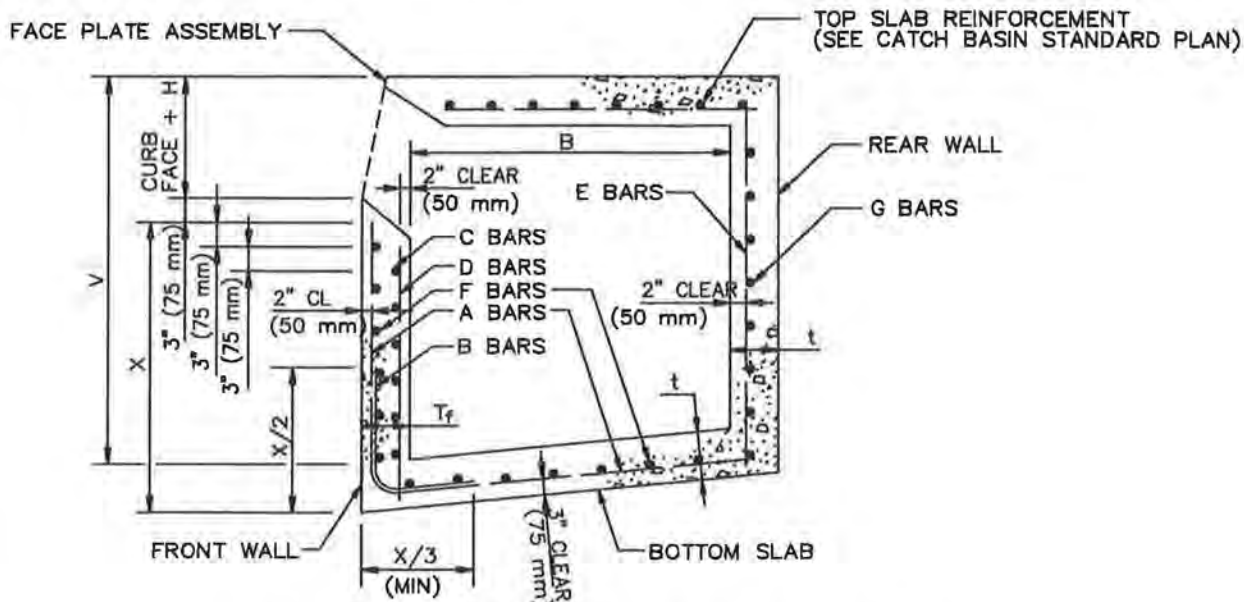 FACE PLATE ASSEMBLY
TOP SLAB REINFORCEMENT
(SEE CATCH BASIN STANDARD PLAN)
CURB
FACE + H
B
REAR WALL
2" CLEAR
(50 mm)
E BARS
G BARS
C BARS
D BARS
F BARS
A BARS
B BARS
2" CL
(50 mm)
2" CLEAR
(50 mm)
V
X
3" (75 mm)
3" (75 mm)
3" (75 mm)
t
t
X/2
Tf
FRONT WALL
X/3
(MIN)
3" CLEAR
(75 mm)
BOTTOM SLAB